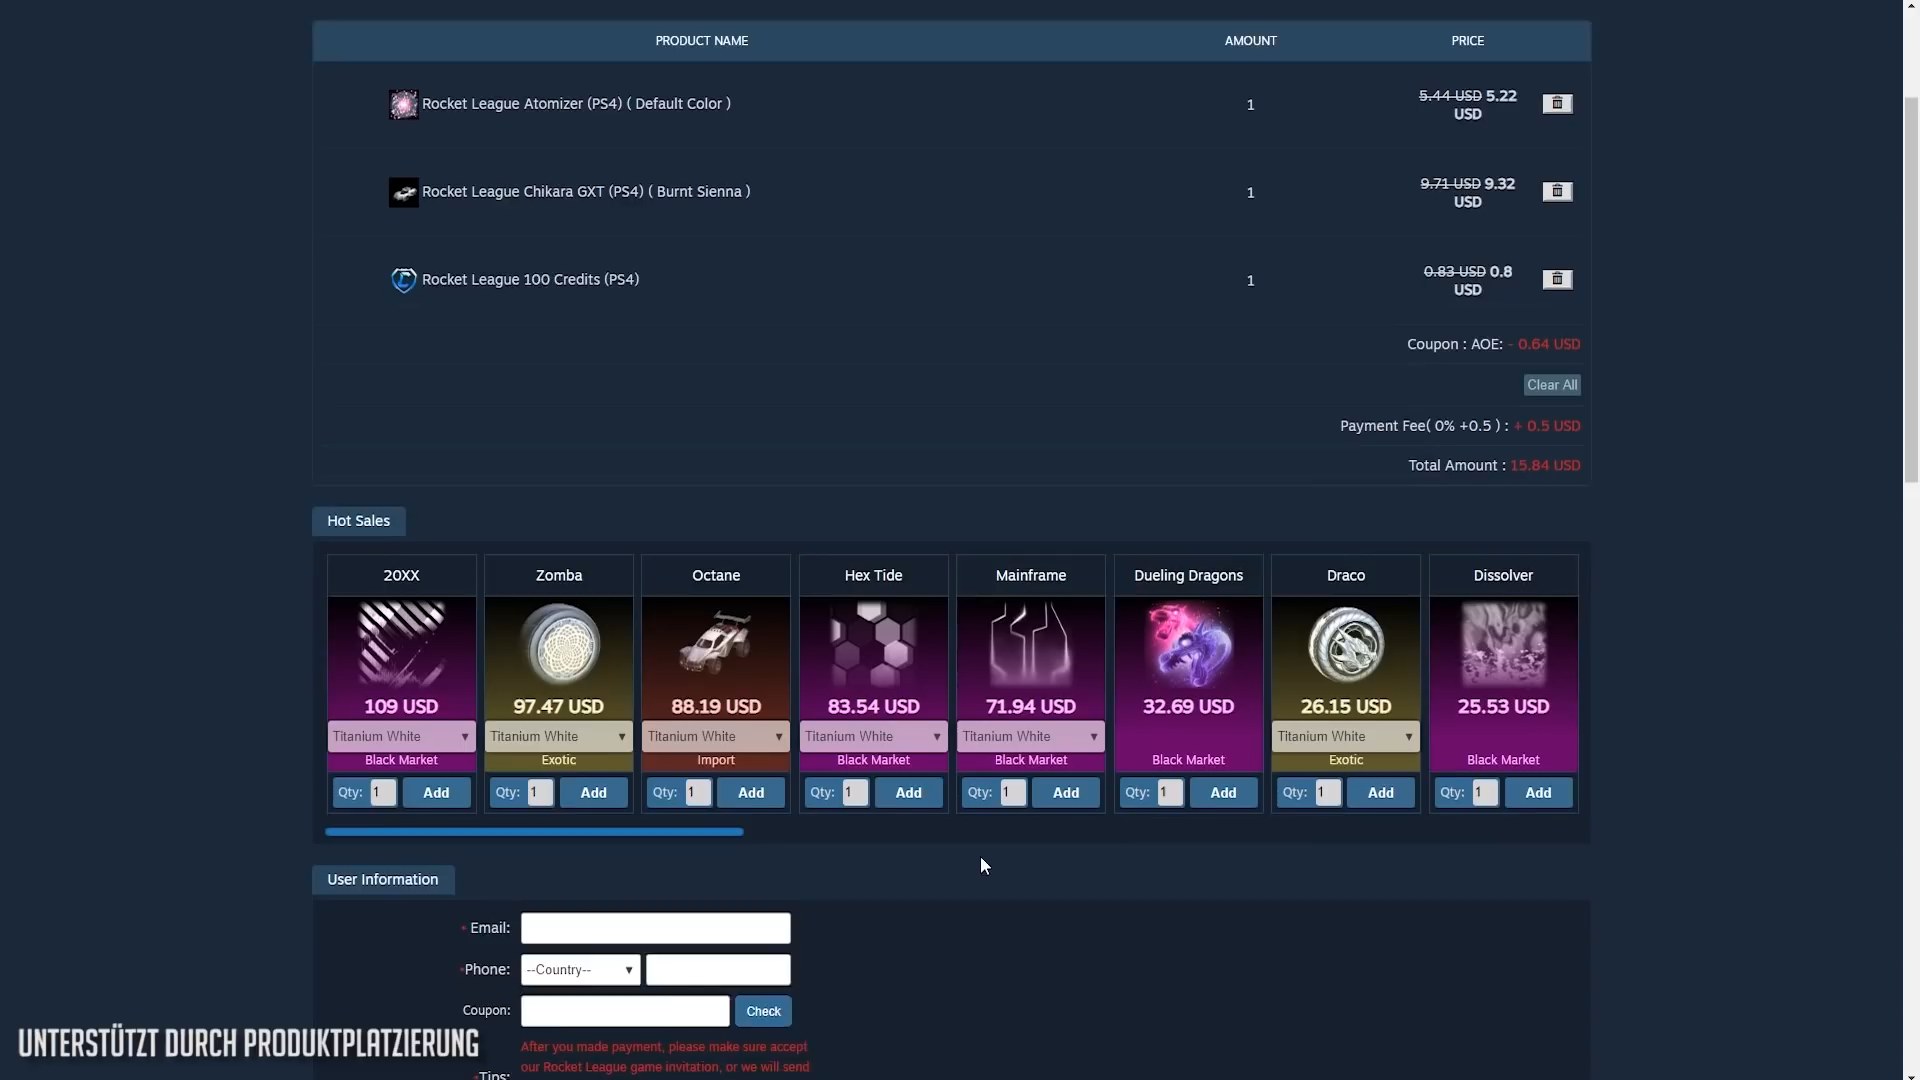 PRODUCT NAME AMOUNT PRICE
Rocket League Atomizer (PS4) ( Default Color ) 1 5.44 USD 5.22
USD
Rocket League Chikara GXT (PS4) ( Burnt Sienna ) 1 9.71 USD 9.32
USD
Rocket League 100 Credits (PS4) 1 0.83 USD 0.8
USD
Coupon : AOE: - 0.64 USD
Clear All
Payment Fee( 0% +0.5 ) : + 0.5 USD
Total Amount : 15.84 USD
Hot Sales
20XX Zomba Octane Hex Tide Mainframe Dueling Dragons Draco Dissolver
109 USD 97.47 USD 88.19 USD 83.54 USD 71.94 USD 32.69 USD 26.15 USD 25.53 USD
Titanium White Titanium White Titanium White Titanium White Titanium White Titanium White
Black Market Exotic Import Black Market Black Market Black Market Exotic Black Market
Qty: 1 Add Qty: 1 Add Qty: 1 Add Qty: 1 Add Qty: 1 Add Qty: 1 Add Qty: 1 Add Qty: 1 Add
User Information
* Email:
*Phone: --Country--
Coupon: Check
UNTERSTÜTZT DURCH PRODUKTPLATZIERUNG
After you made payment, please make sure accept
our Rocket League game invitation, or we will send
*Tips: